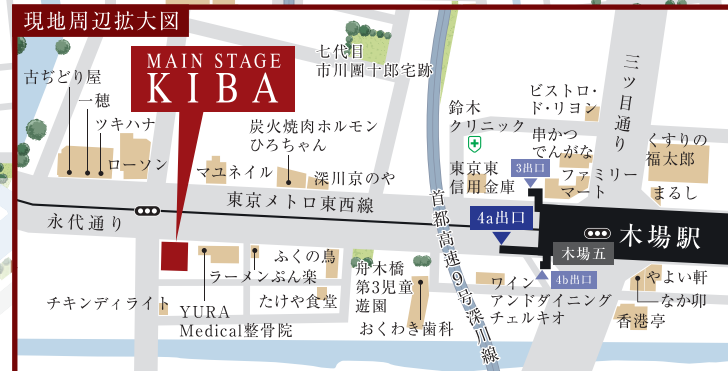 現地周辺拡大図
MAIN STAGE
KIBA
七代目
市川團十郎宅跡
古ぢどり屋
一穂
ツキハナ
ローソン
炭火焼肉ホルモン
ひろちゃん
マユネイル
深川京のや
鈴木
クリニック
ビストロ・
ド・リヨン
三ツ目通り
串かつ
でんがな
くすりの
福太郎
東京東
信用金庫
3出口
ファミリー
マート
まるし
東京メトロ東西線
永代通り
首都高速9号深川線
4a出口
木場駅
木場五
4b出口
ふくの鳥
ラーメンぷん楽
たけや食堂
チキンディライト
YURA
Medical整骨院
舟木橋
第3児童
遊園
おくわき歯科
ワイン
アンドダイニング
チェルキオ
やよい軒
なか卯
香港亭